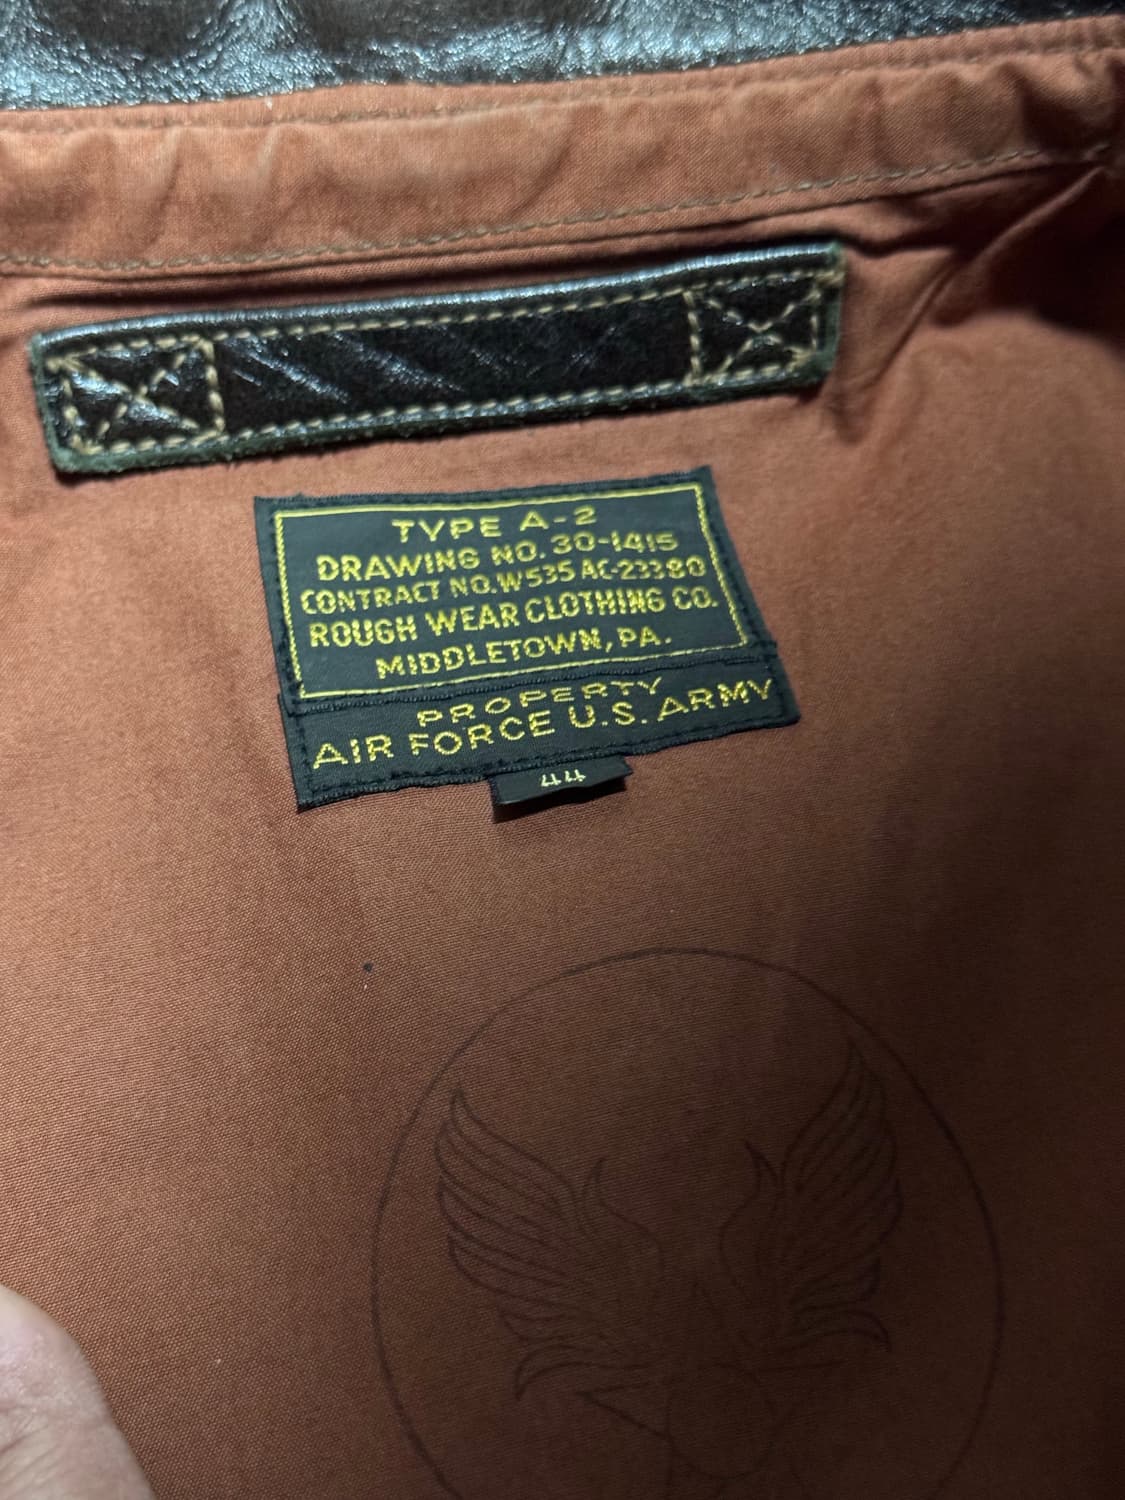 TYPE A-2
DRAWING NO. 30-1415
CONTRACT NO. W535 AC-23380
ROUGH WEAR CLOTHING CO.
MIDDLETOWN, PA.
PROPERTY
AIR FORCE U.S. ARMY
44